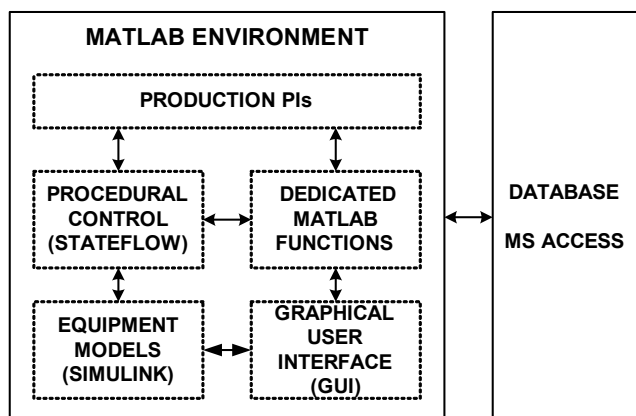 MATLAB ENVIRONMENT
PRODUCTION PIs
PROCEDURAL
CONTROL
(STATEFLOW)
DEDICATED
MATLAB
FUNCTIONS
EQUIPMENT
MODELS
(SIMULINK)
GRAPHICAL
USER
INTERFACE
(GUI)
DATABASE
MS ACCESS